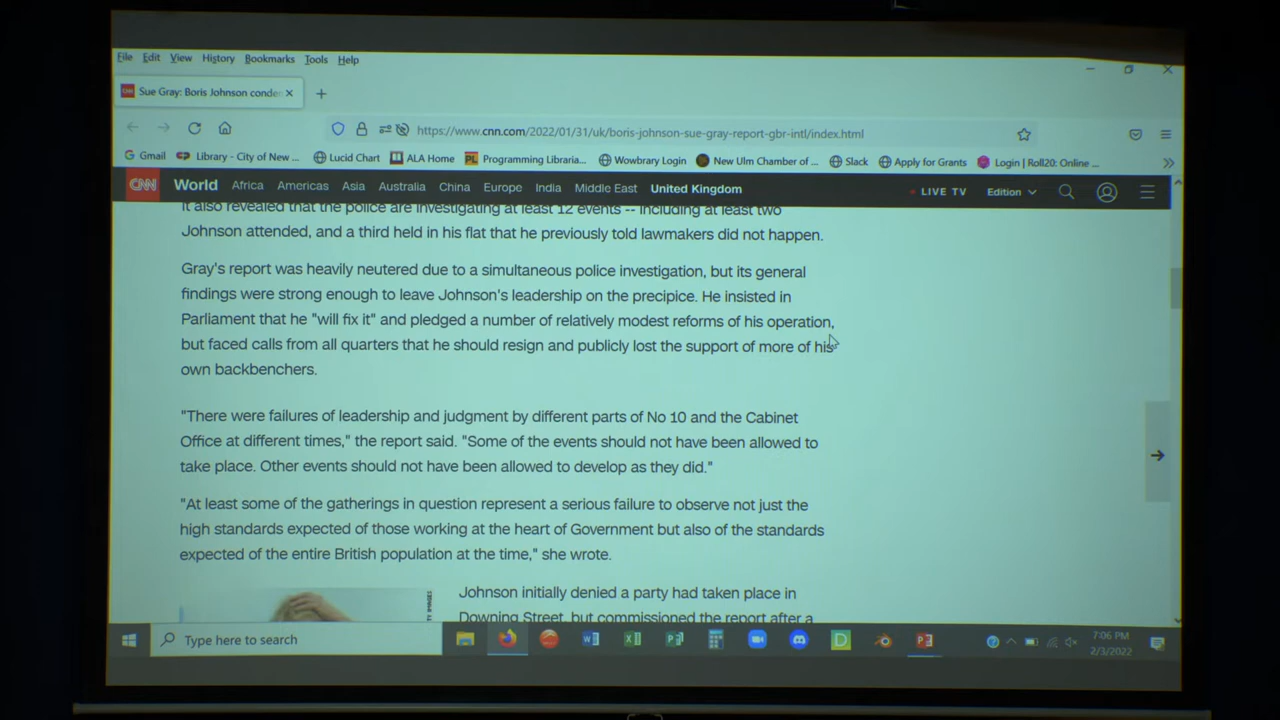 File Edit View History Bookmarks Tools Help
CNN Sue Gray: Boris Johnson conde
https://www.cnn.com/2022/01/31/uk/boris-johnson-sue-gray-report-gbr-intl/index.html
Gmail Library - City of New ... Lucid Chart ALA Home PL Programming Libraria... Wowbrary Login New Ulm Chamber of ... Slack Apply for Grants Login | Roll20: Online ...
CNN World Africa Americas Asia Australia China Europe India Middle East United Kingdom LIVE TV Edition
It also revealed that the police are investigating at least 12 events -- including at least two
Johnson attended, and a third held in his flat that he previously told lawmakers did not happen.
Gray's report was heavily neutered due to a simultaneous police investigation, but its general
findings were strong enough to leave Johnson's leadership on the precipice. He insisted in
Parliament that he "will fix it" and pledged a number of relatively modest reforms of his operation,
but faced calls from all quarters that he should resign and publicly lost the support of more of his
own backbenchers.
"There were failures of leadership and judgment by different parts of No 10 and the Cabinet
Office at different times," the report said. "Some of the events should not have been allowed to
take place. Other events should not have been allowed to develop as they did."
"At least some of the gatherings in question represent a serious failure to observe not just the
high standards expected of those working at the heart of Government but also of the standards
expected of the entire British population at the time," she wrote.
Johnson initially denied a party had taken place in
Downing Street, but commissioned the report after a
Type here to search
7:06 PM
2/3/2022